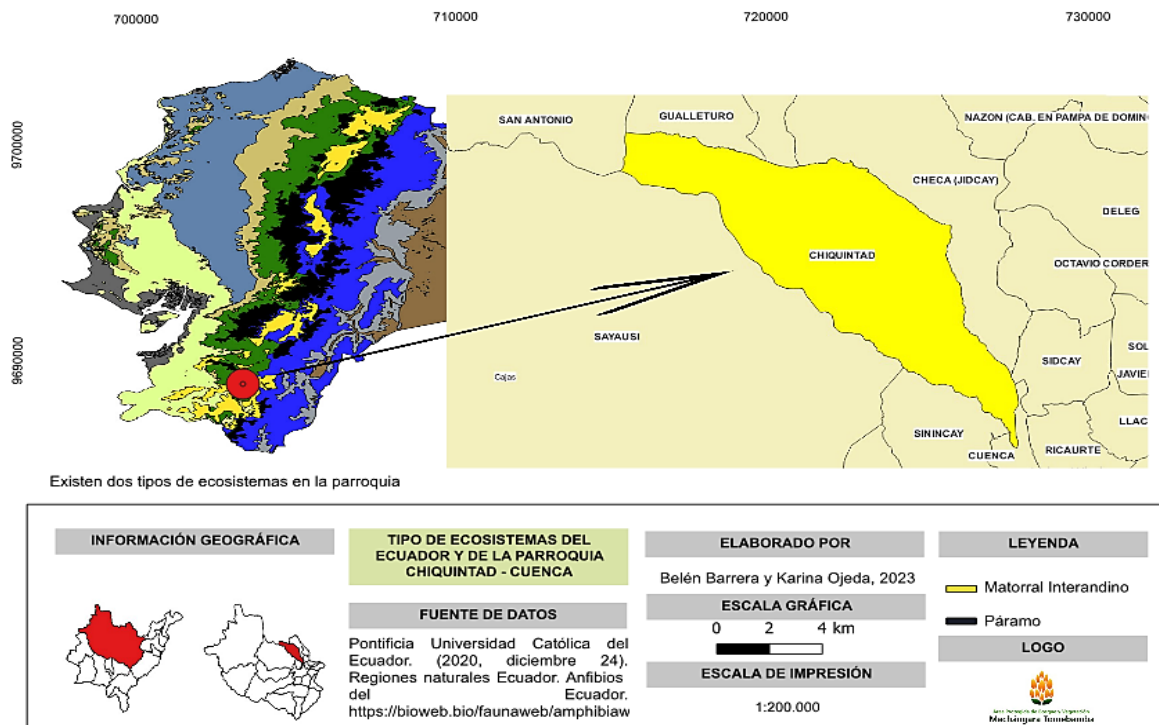 700000
710000
720000
730000
9700000
9690000
SAN ANTONIO
GUALLETURO
NAZON (CAB. EN PAMPA DE DOMIN
CHECA (JIDCAY)
DELEG
CHIQUINTAD
OCTAVIO CORDER
SAYAUSI
Cajas
SIDCAY
SOL
JAVIE
LLAC
SININCAY
CUENCA
RICAURTE
Existen dos tipos de ecosistemas en la parroquia
INFORMACIÓN GEOGRÁFICA
TIPO DE ECOSISTEMAS DEL
ECUADOR Y DE LA PARROQUIA
CHIQUINTAD - CUENCA
FUENTE DE DATOS
Pontificia Universidad Católica del
Ecuador. (2020, diciembre 24).
Regiones naturales Ecuador. Anfibios
del Ecuador.
https://bioweb.bio/faunaweb/amphibiaw
ELABORADO POR
Belén Barrera y Karina Ojeda, 2023
ESCALA GRÁFICA
0 2 4 km
ESCALA DE IMPRESIÓN
1:200.000
LEYENDA
Matorral Interandino
Páramo
LOGO